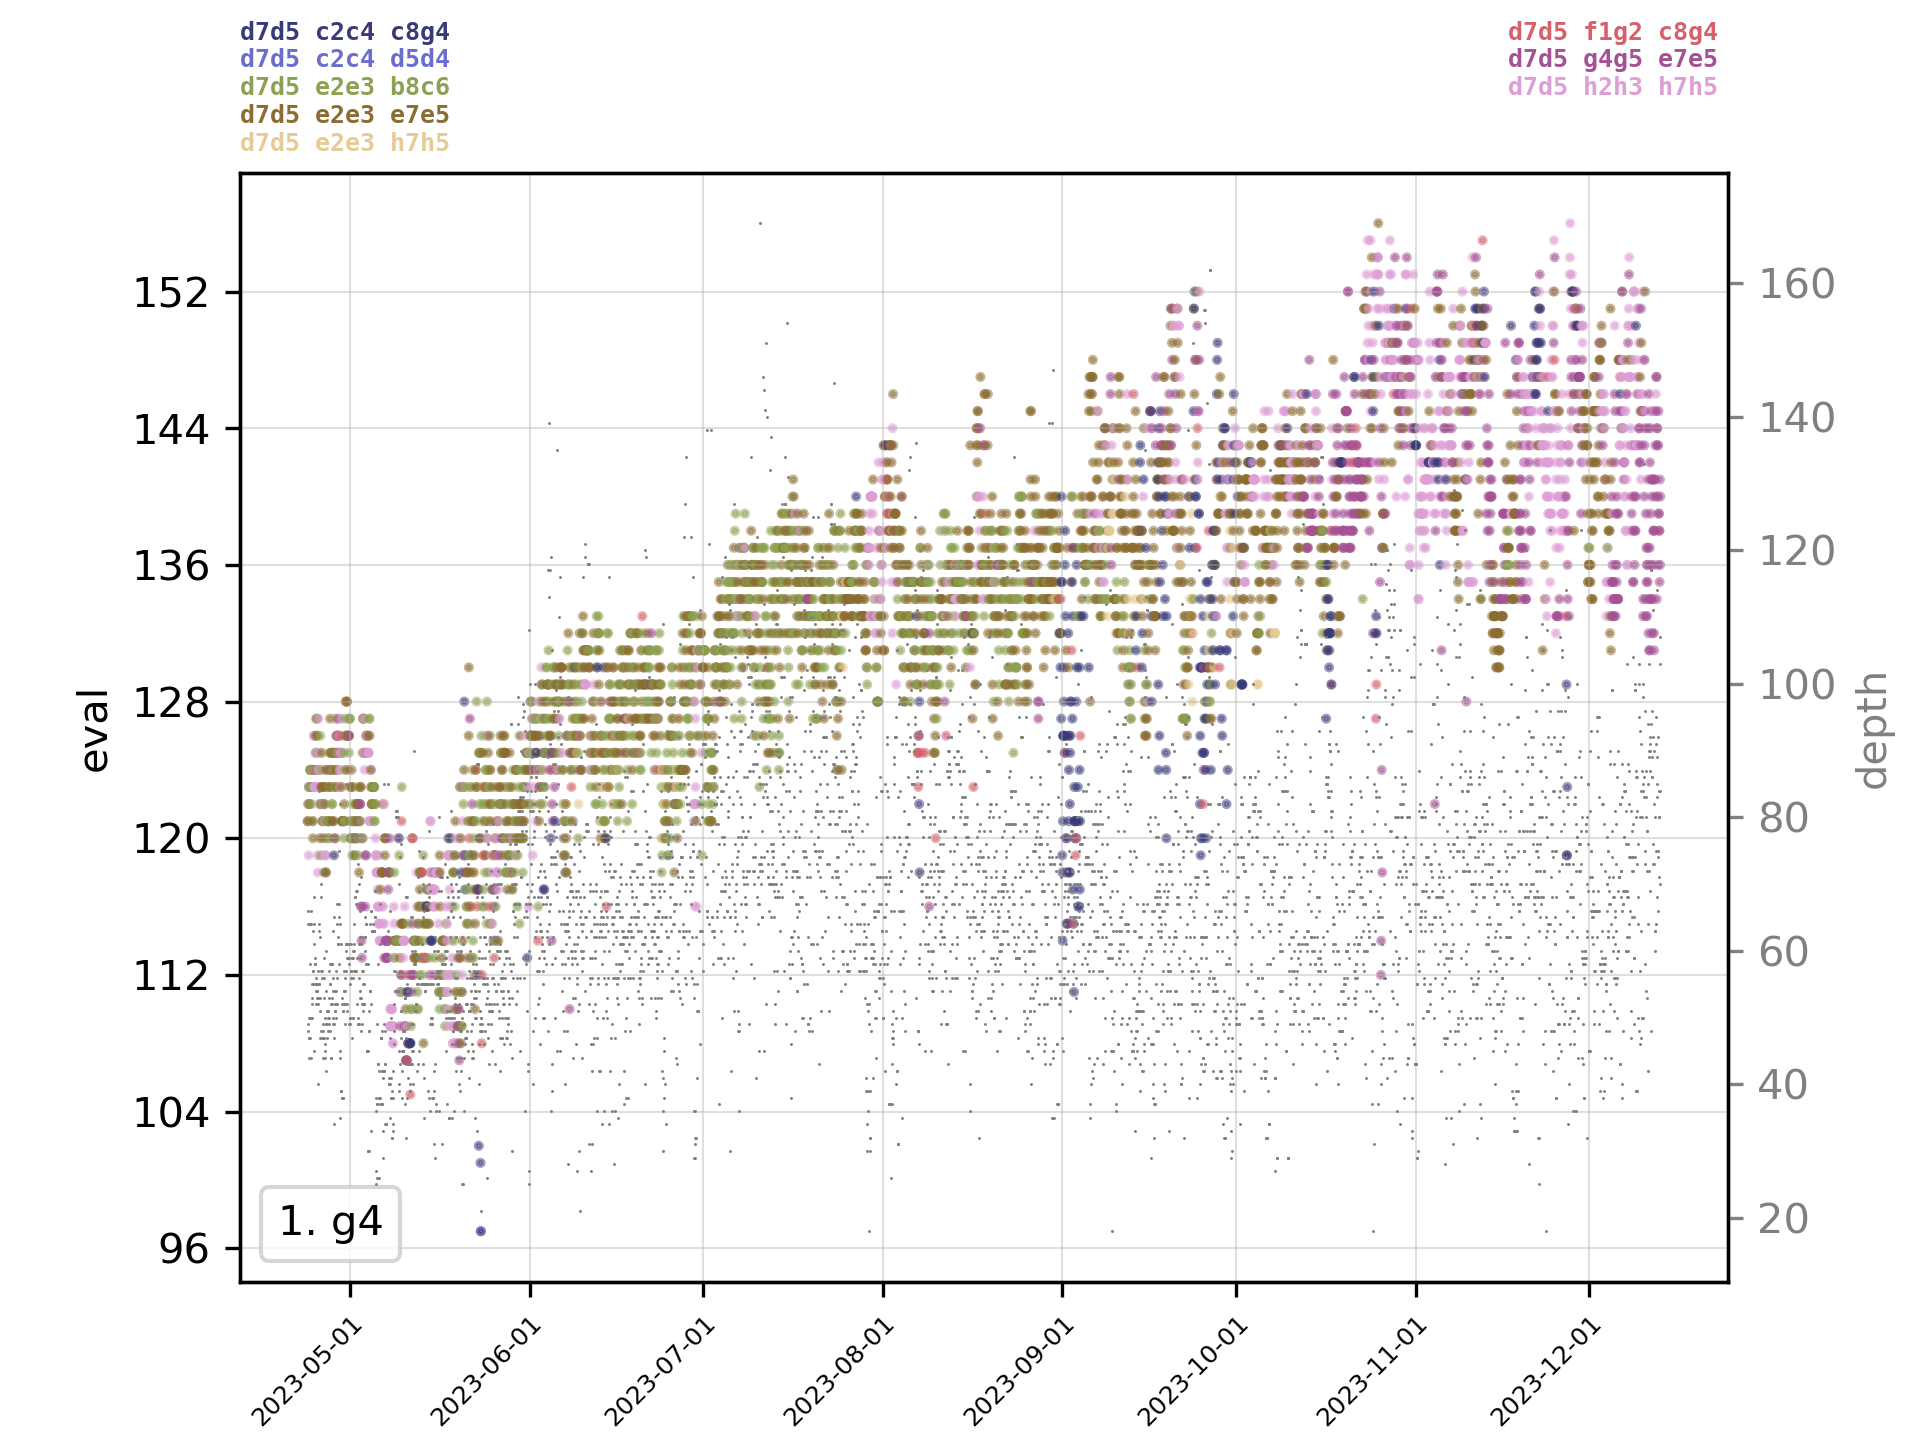 d7d5 c2c4 c8g4
d7d5 c2c4 d5d4
d7d5 e2e3 b8c6
d7d5 e2e3 e7e5
d7d5 e2e3 h7h5
d7d5 f1g2 c8g4
d7d5 g4g5 e7e5
d7d5 h2h3 h7h5
152
144
136
128
120
112
104
96
eval
160
140
120
100
80
60
40
20
depth
1. g4
2023-05-01
2023-06-01
2023-07-01
2023-08-01
2023-09-01
2023-10-01
2023-11-01
2023-12-01